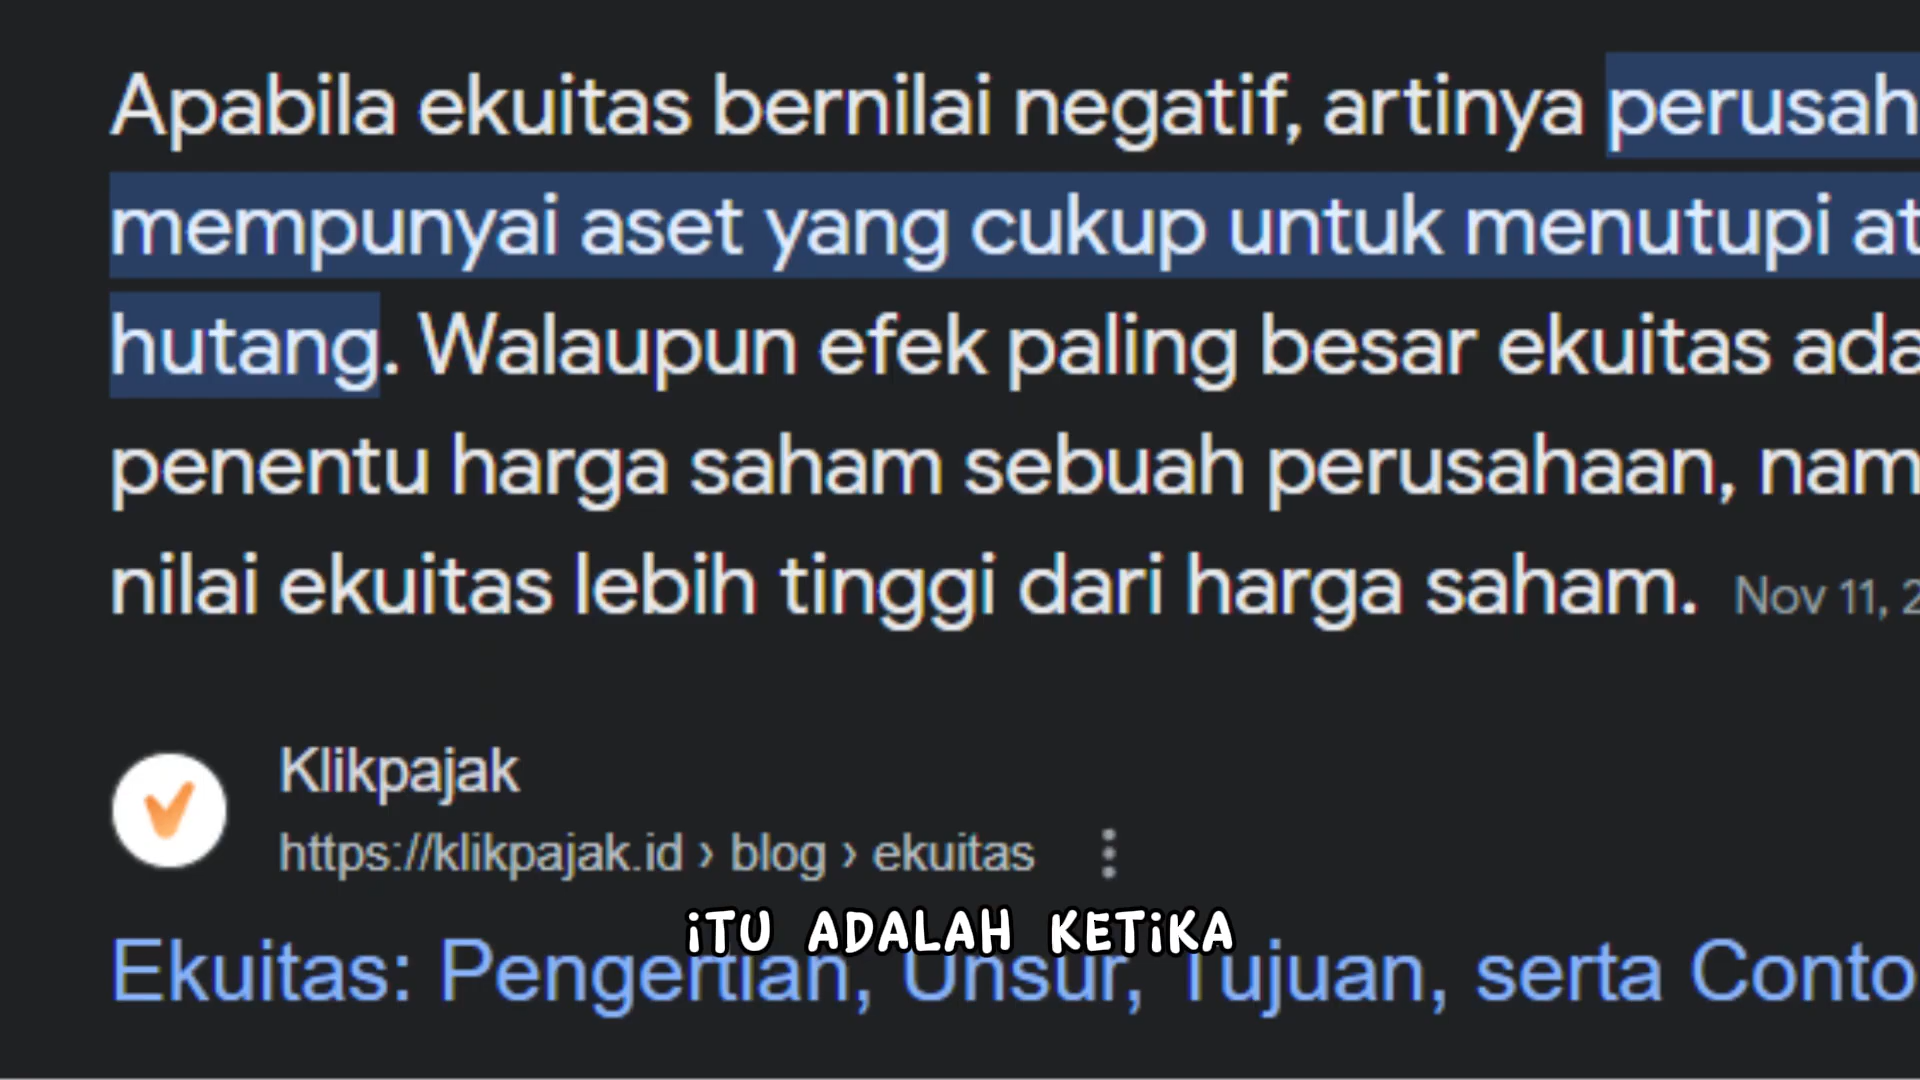 Apabila ekuitas bernilai negatif, artinya perusah
mempunyai aset yang cukup untuk menutupi at
hutang. Walaupun efek paling besar ekuitas ada
penentu harga saham sebuah perusahaan, nam
nilai ekuitas lebih tinggi dari harga saham. Nov 11, 2
Klikpajak
https://klikpajak.id › blog › ekuitas
iTU ADALAH KETiKA
Ekuitas: Pengertian, Unsur, Tujuan, serta Conto